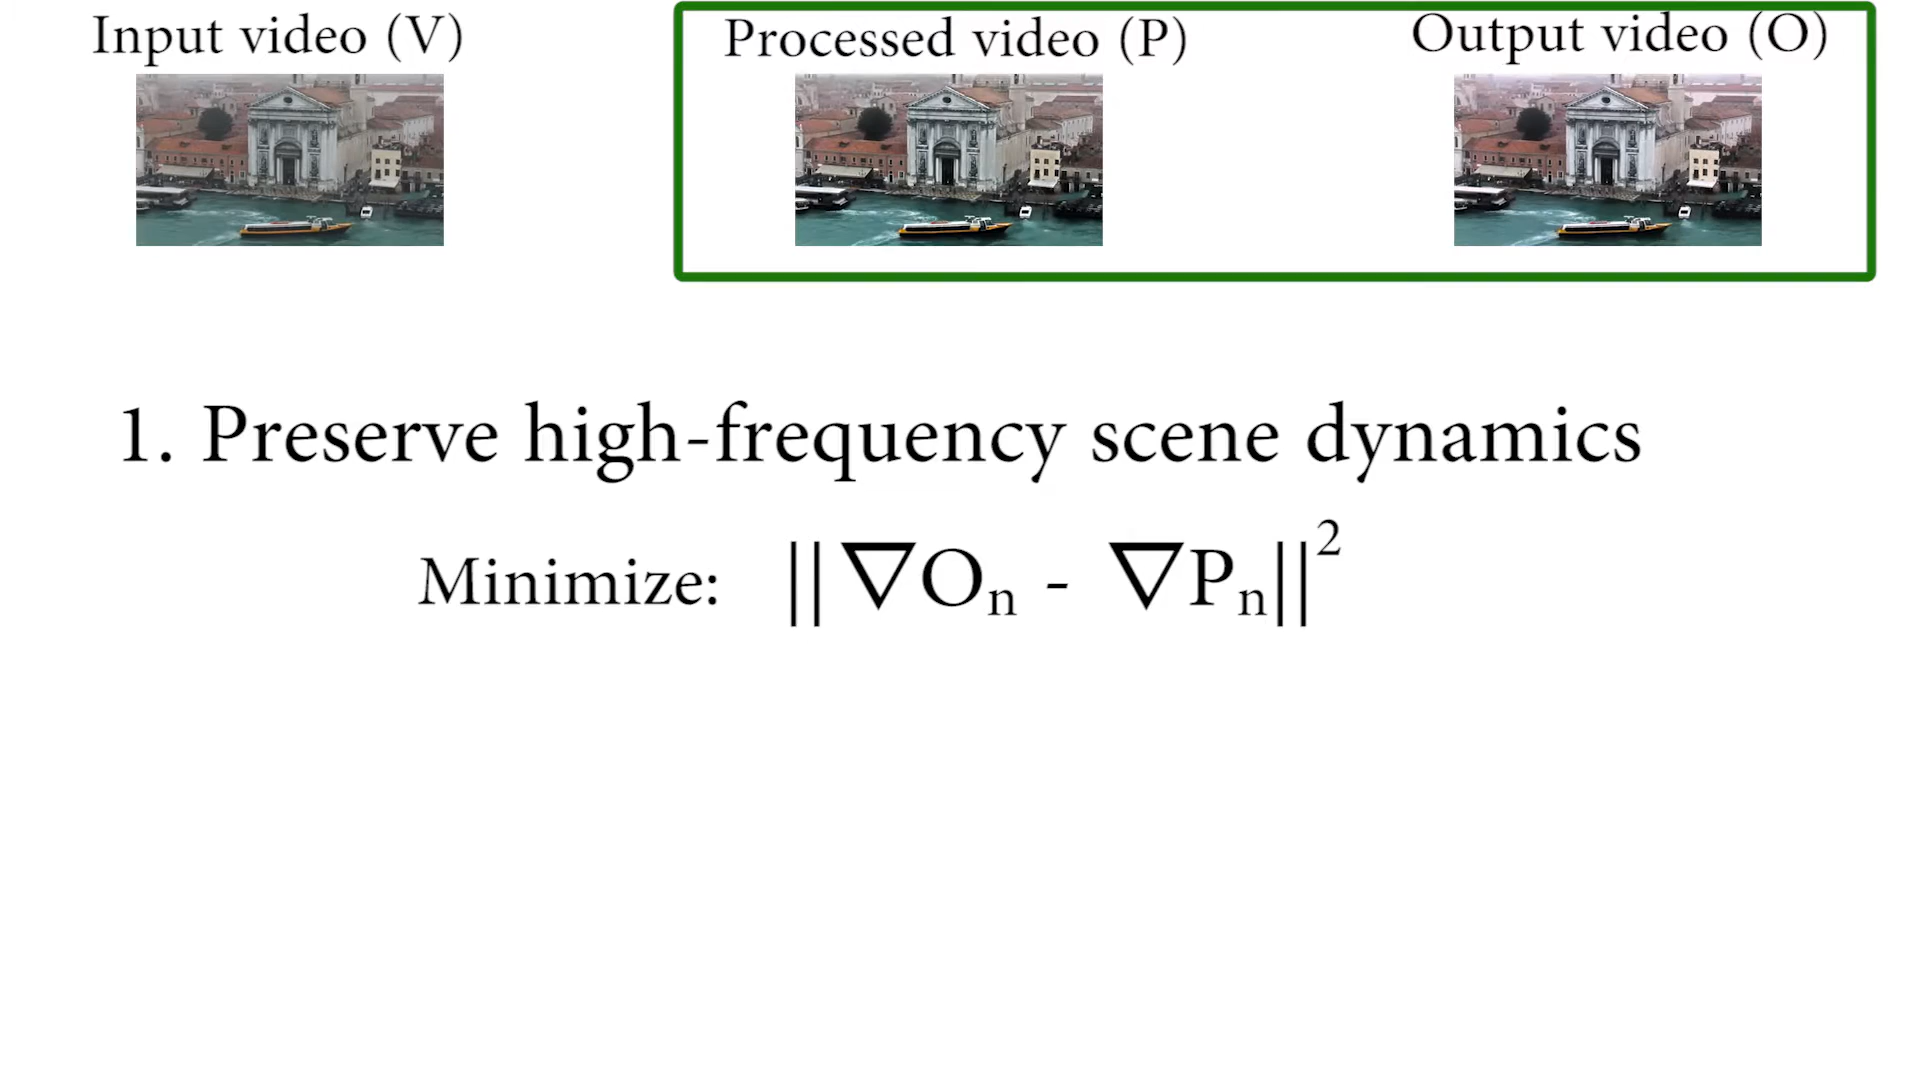 Input video (V)
Processed video (P)
Output video (O)
1. Preserve high-frequency scene dynamics
Minimize: ||∇Oₙ - ∇Pₙ||²